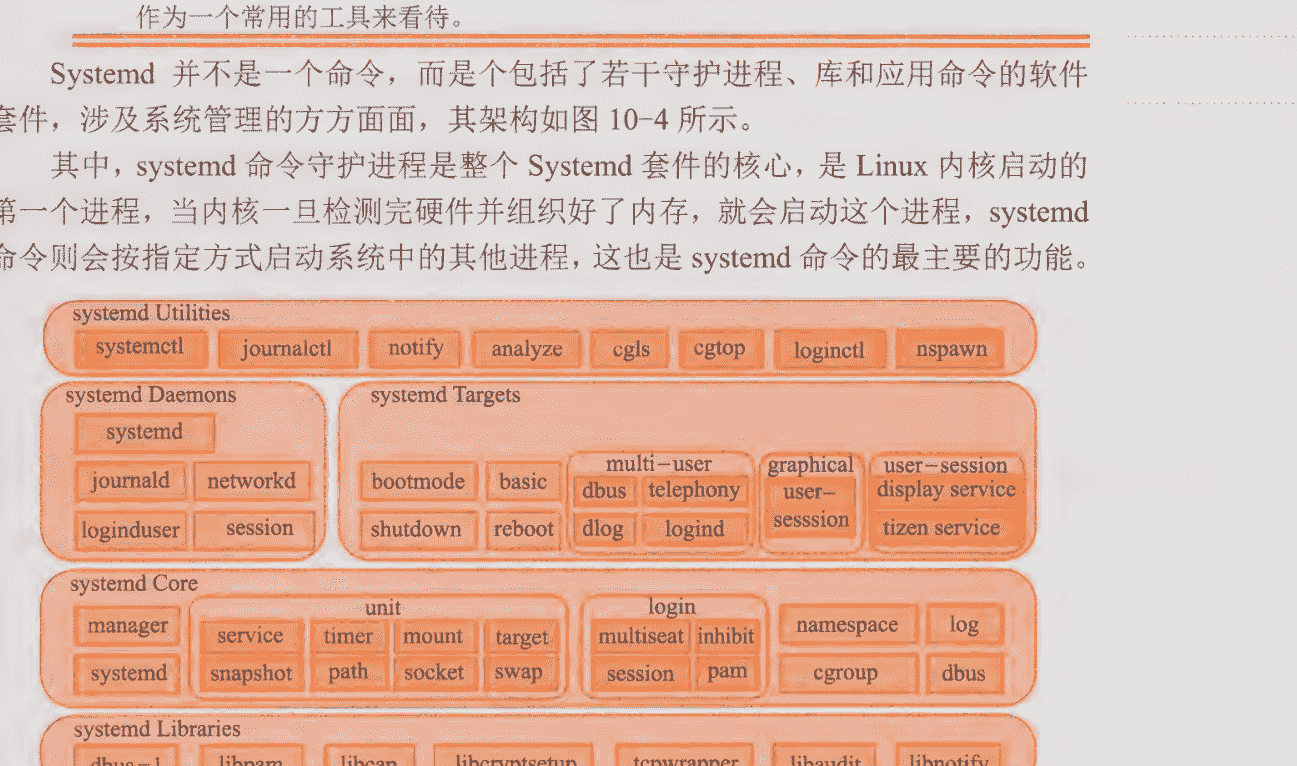 作为一个常用的工具来看待。
Systemd 并不是一个命令，而是个包括了若干守护进程、库和应用命令的软件
套件，涉及系统管理的方方面面，其架构如图 10-4 所示。
其中，systemd 命令守护进程是整个 Systemd 套件的核心，是 Linux 内核启动的
第一个进程，当内核一旦检测完硬件并组织好了内存，就会启动这个进程，systemd
命令则会按指定方式启动系统中的其他进程，这也是 systemd 命令的最主要的功能。
systemd Utilities
systemctl journalctl notify analyze cgls cgtop loginctl nspawn
systemd Daemons
systemd
journald networkd
loginduser session
systemd Targets
bootmode basic
shutdown reboot
multi-user
dbus telephony
dlog logind
graphical
user-
sesssion
user-session
display service
tizen service
systemd Core
manager
systemd
unit
service timer mount target
snapshot path socket swap
login
multiseat inhibit
session pam
namespace log
cgroup dbus
systemd Libraries
dbus-1 libpam libcap libcryptsetup tcpwrapper libaudit libnotify